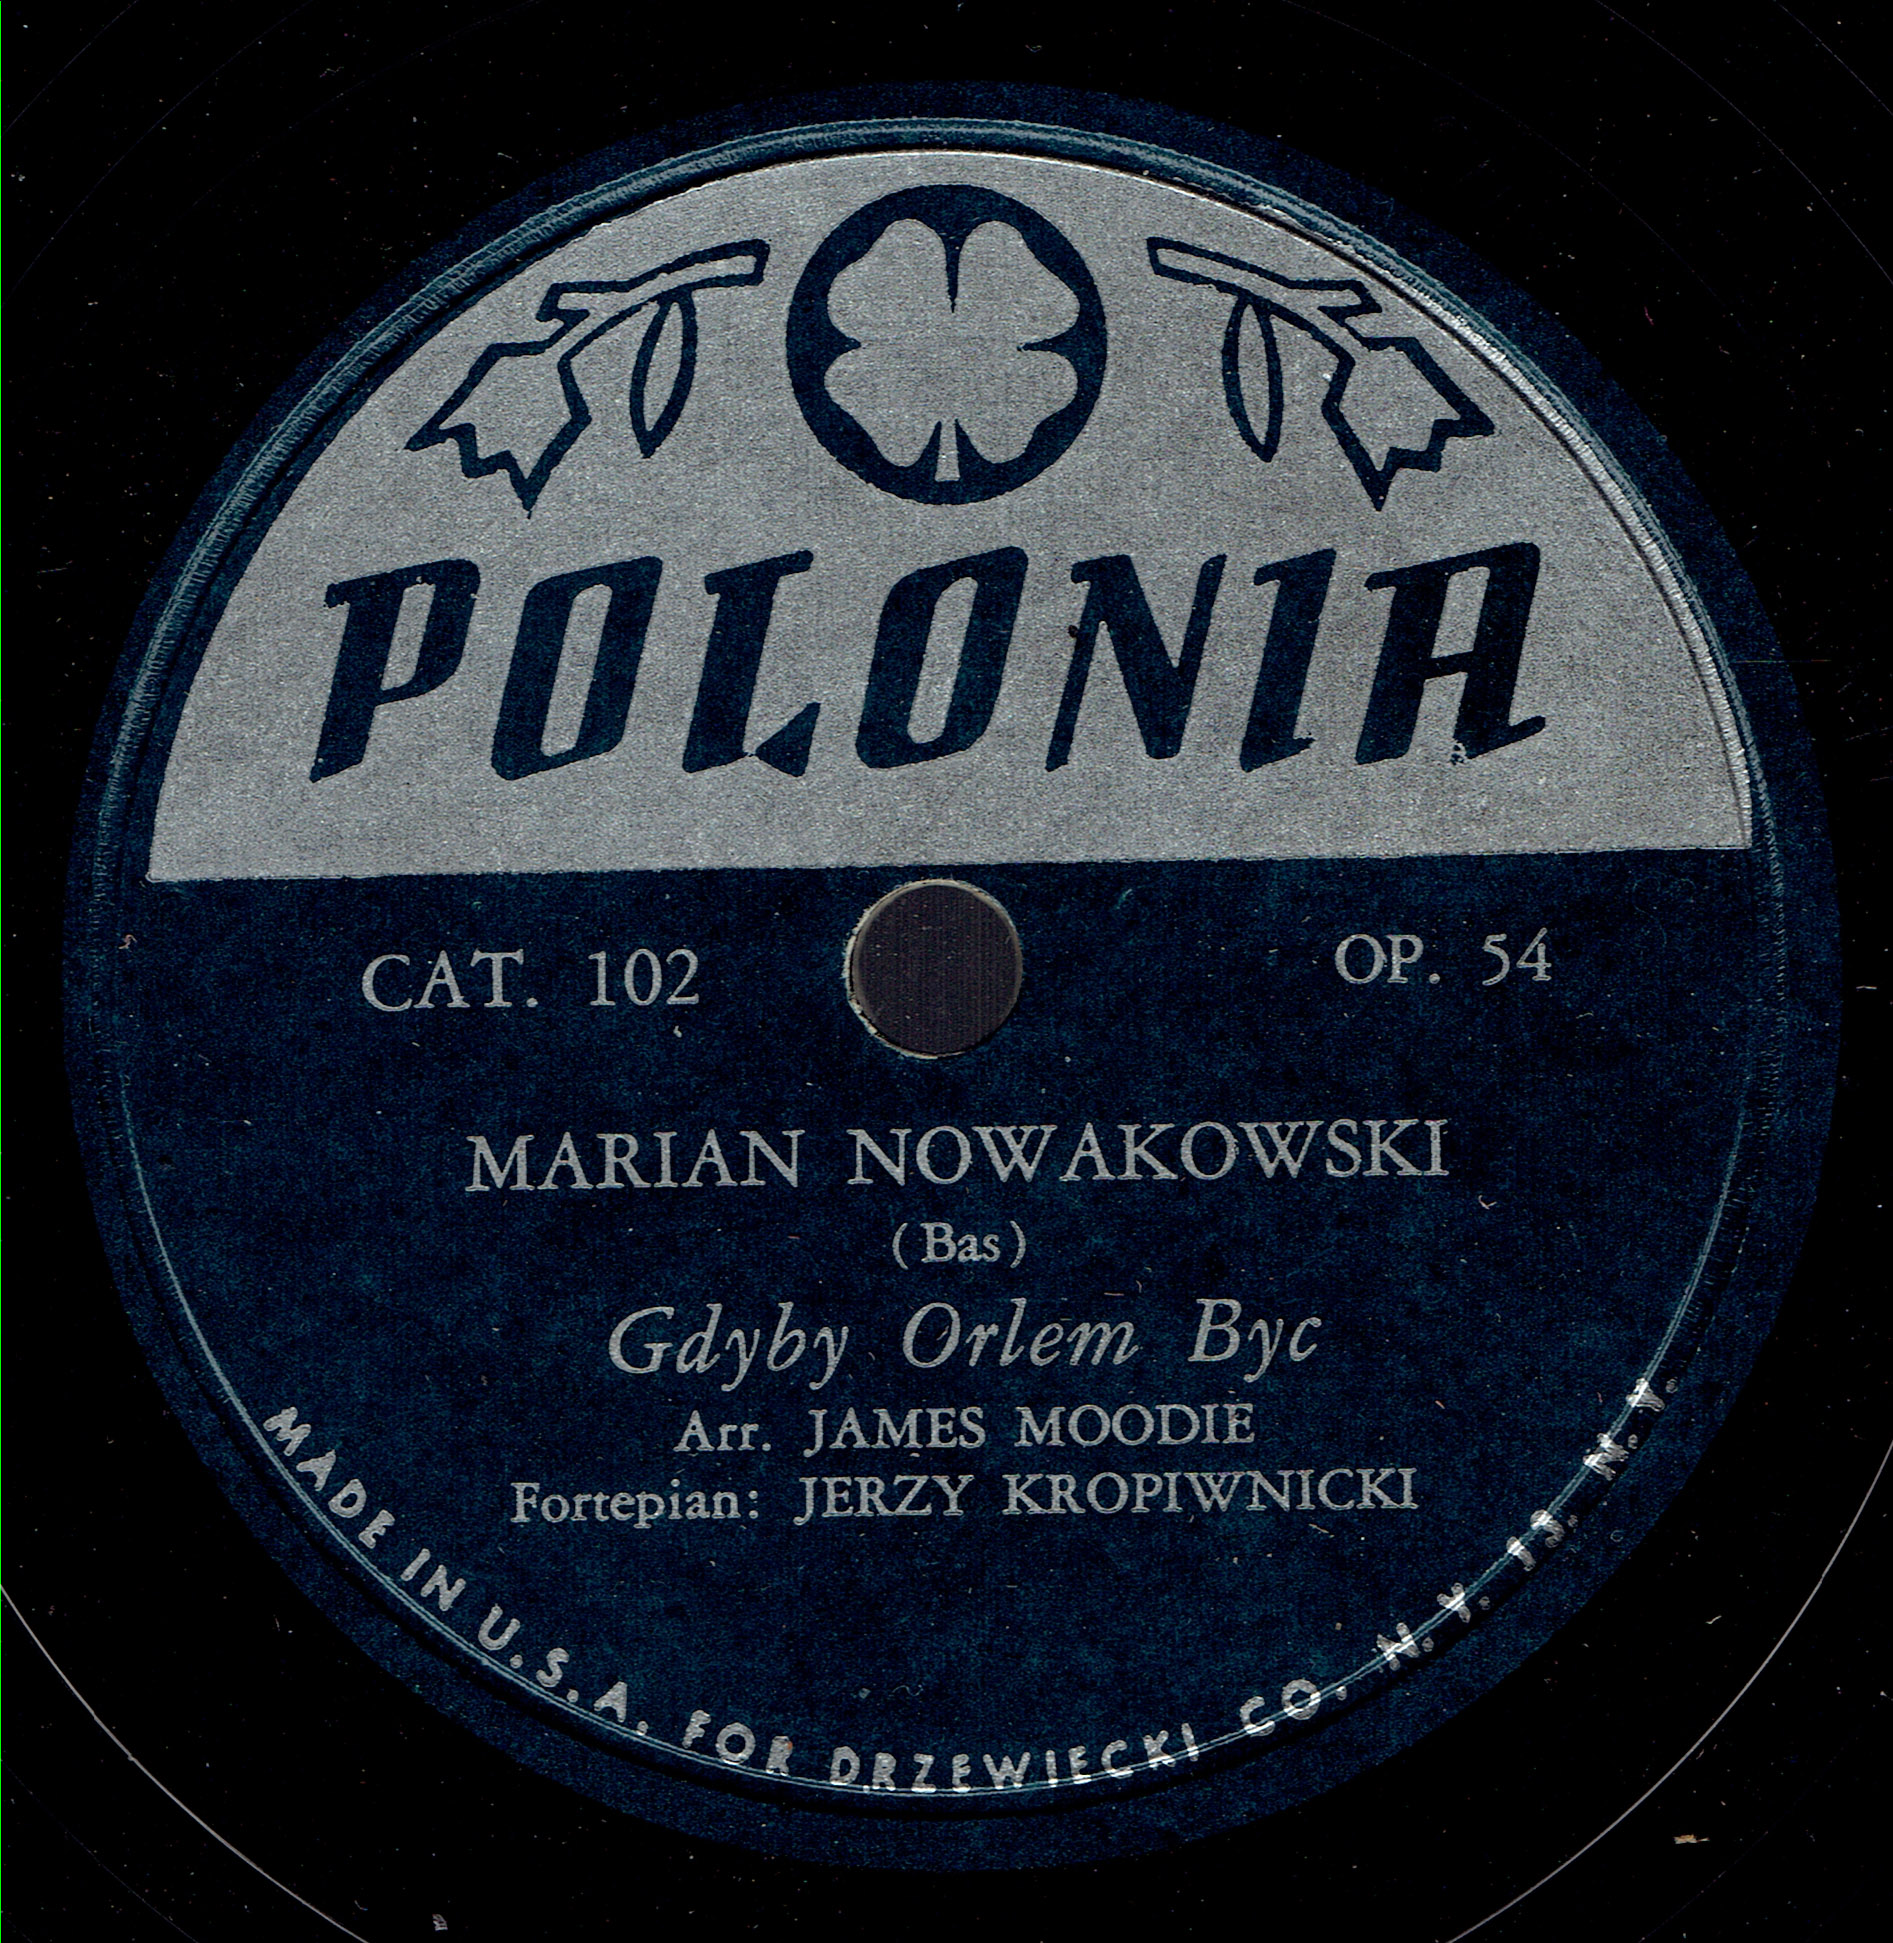 POLONIA
CAT. 102
OP. 54
MARIAN NOWAKOWSKI
(Bas)
Gdyby Orlem Byc
Arr. JAMES MOODIE
Fortepian: JERZY KROPIWNICKI
MADE IN U.S.A. FOR DRZEWIECKI CO. N.Y. 13. N.Y.